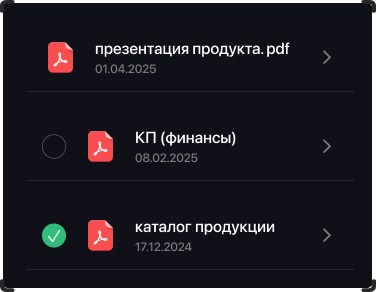 презентация продукта.pdf
01.04.2025
КП (финансы)
08.02.2025
каталог продукции
17.12.2024